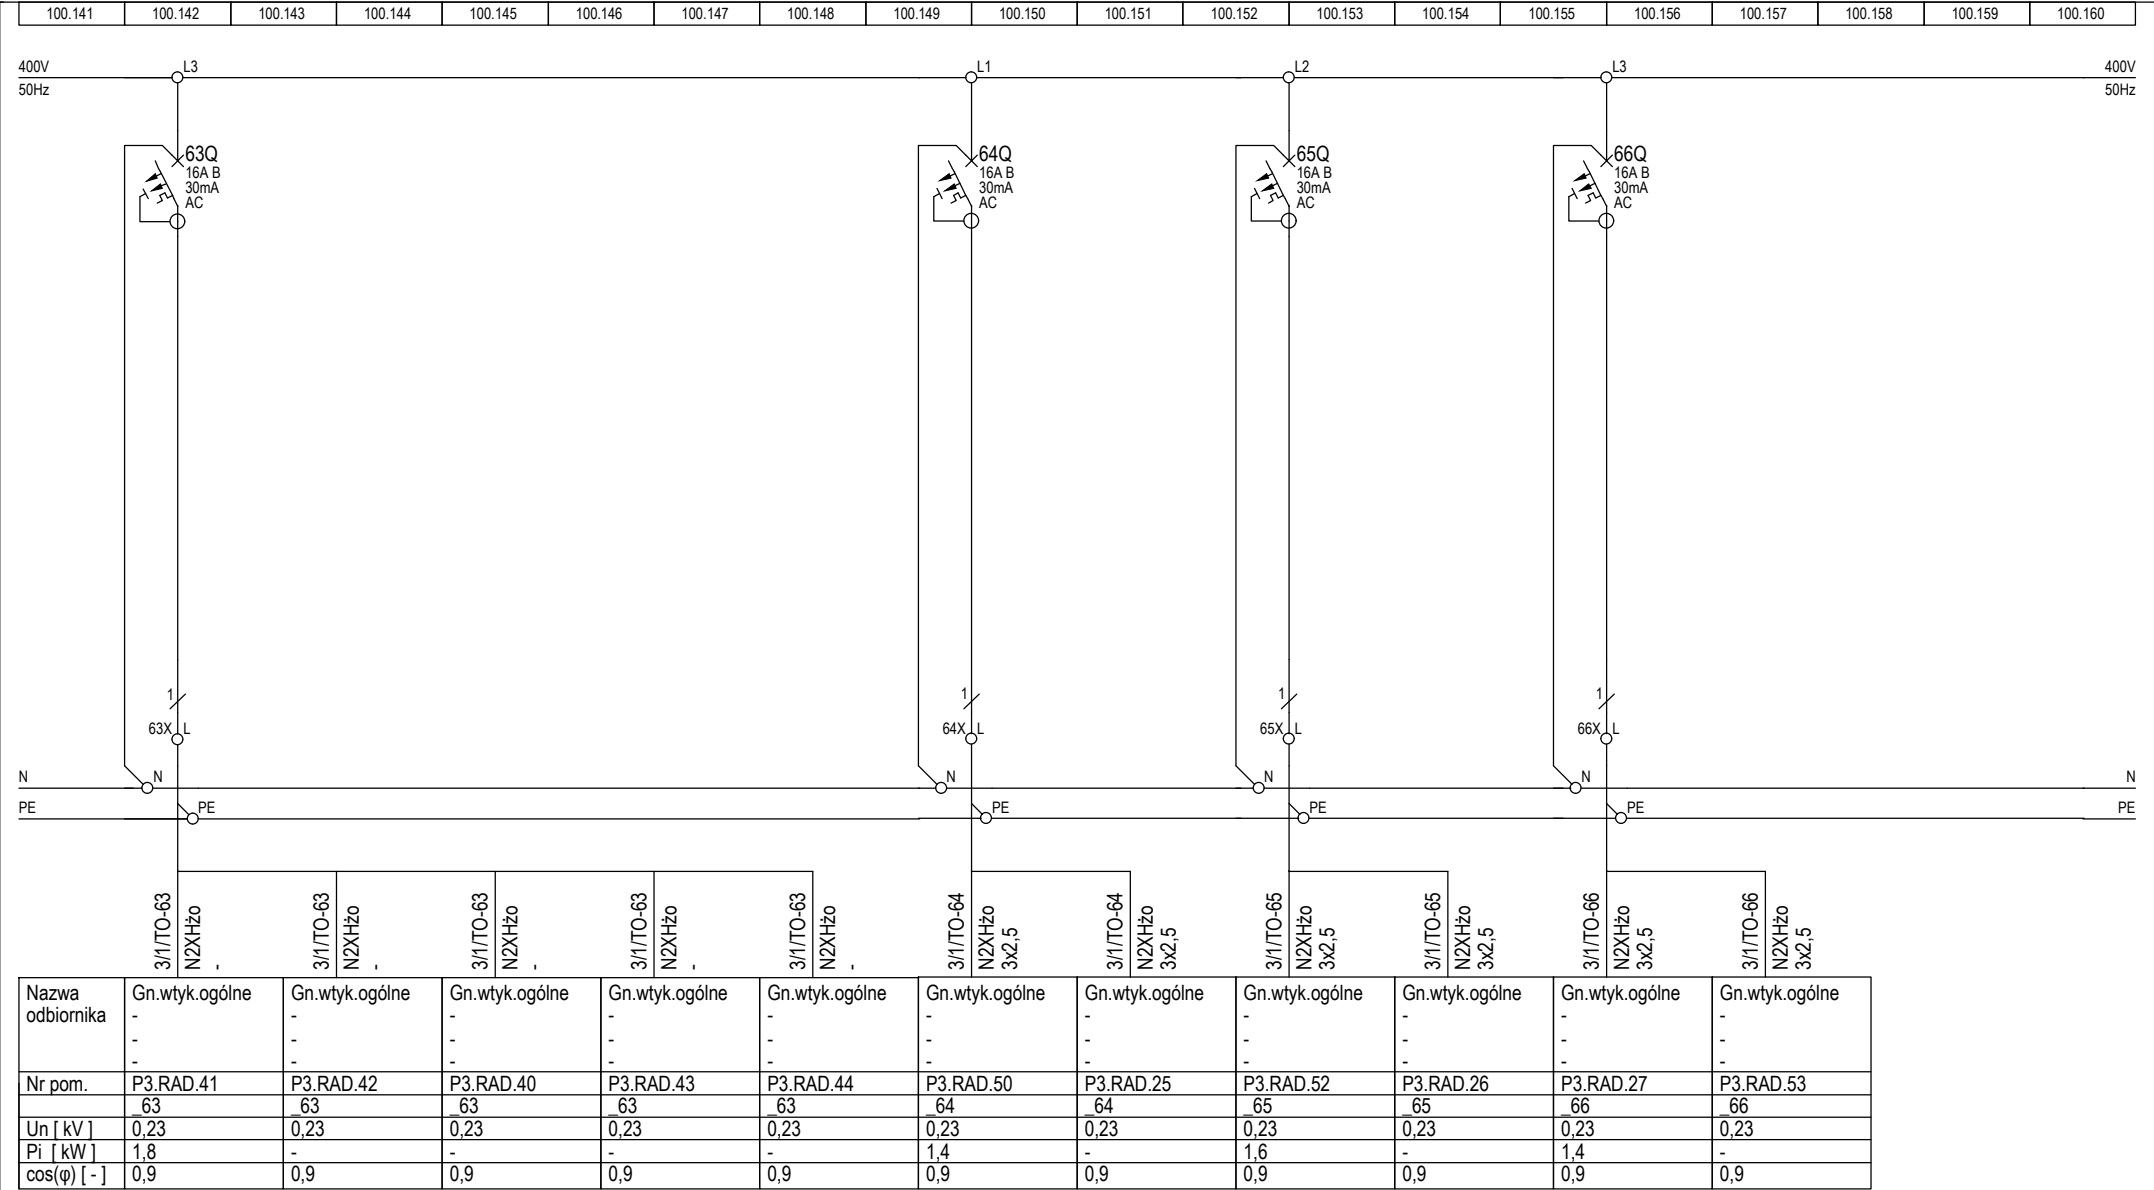 100.141 100.142 100.143 100.144 100.145 100.146 100.147 100.148 100.149 100.150 100.151 100.152 100.153 100.154 100.155 100.156 100.157 100.158 100.159 100.160
400V L3 L1 L2 L3 400V
50Hz 50Hz
63Q 64Q 65Q 66Q
16A B 16A B 16A B 16A B
30mA 30mA 30mA 30mA
AC AC AC AC
1 1 1 1
63X L 64X L 65X L 66X L
N N N N N N
PE PE PE PE PE PE
3/1/TO-63
N2XHżo
-
3/1/TO-63
N2XHżo
-
3/1/TO-63
N2XHżo
-
3/1/TO-63
N2XHżo
-
3/1/TO-63
N2XHżo
-
3/1/TO-64
N2XHżo
3x2,5
3/1/TO-64
N2XHżo
3x2,5
3/1/TO-65
N2XHżo
3x2,5
3/1/TO-65
N2XHżo
3x2,5
3/1/TO-66
N2XHżo
3x2,5
3/1/TO-66
N2XHżo
3x2,5
Nazwa Gn.wtyk.ogólne Gn.wtyk.ogólne Gn.wtyk.ogólne Gn.wtyk.ogólne Gn.wtyk.ogólne Gn.wtyk.ogólne Gn.wtyk.ogólne Gn.wtyk.ogólne Gn.wtyk.ogólne Gn.wtyk.ogólne Gn.wtyk.ogólne
odbiornika - - - - - - - - - - -
- - - - - - - - - - -
- - - - - - - - - - -
Nr pom. P3.RAD.41 P3.RAD.42 P3.RAD.40 P3.RAD.43 P3.RAD.44 P3.RAD.50 P3.RAD.25 P3.RAD.52 P3.RAD.26 P3.RAD.27 P3.RAD.53
_63 _63 _63 _63 _63 _64 _64 _65 _65 _66 _66
Un [ kV ] 0,23 0,23 0,23 0,23 0,23 0,23 0,23 0,23 0,23 0,23 0,23
Pi [ kW ] 1,8 - - - - 1,4 - 1,6 - 1,4 -
cos(φ) [ - ] 0,9 0,9 0,9 0,9 0,9 0,9 0,9 0,9 0,9 0,9 0,9